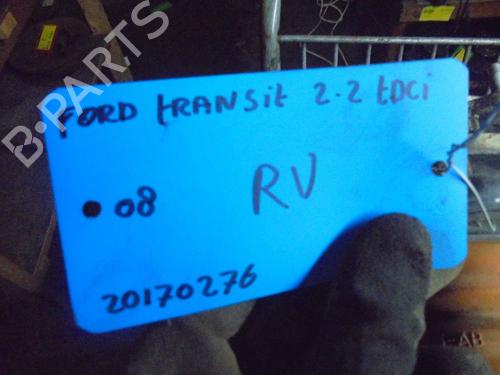 B-PARTS
FORD transit 2.2 tDCi
08 RV
20170276